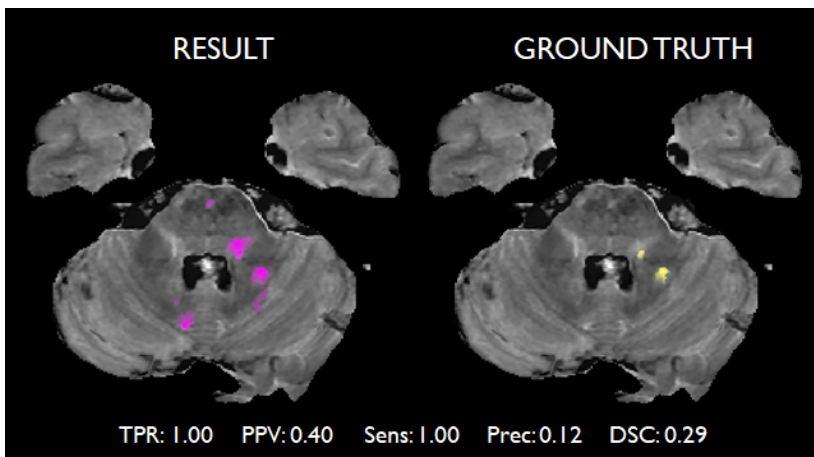 RESULT GROUND TRUTH
TPR: 1.00 PPV: 0.40 Sens: 1.00 Prec: 0.12 DSC: 0.29